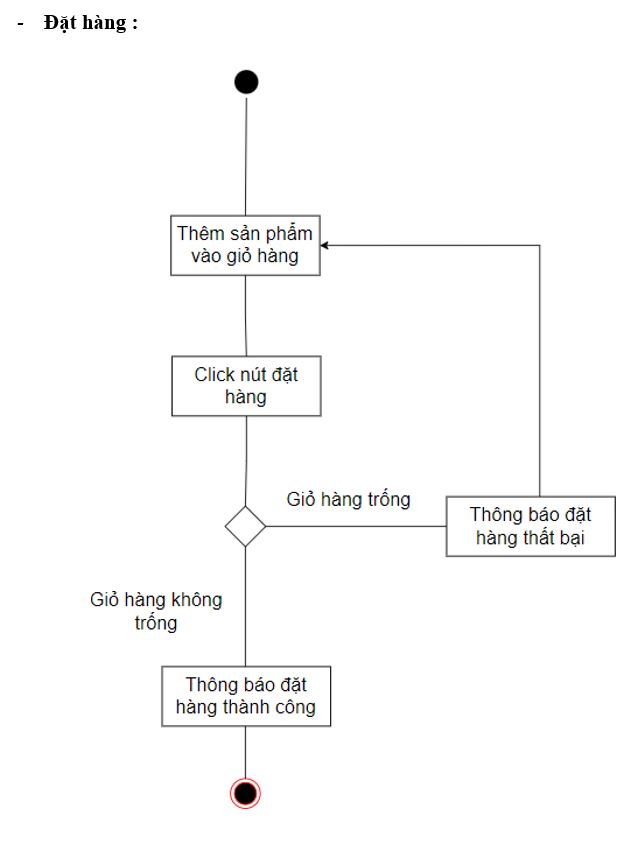 - Đặt hàng :
Thêm sản phẩm
vào giỏ hàng
Click nút đặt
hàng
Giỏ hàng trống
Thông báo đặt
hàng thất bại
Giỏ hàng không
trống
Thông báo đặt
hàng thành công